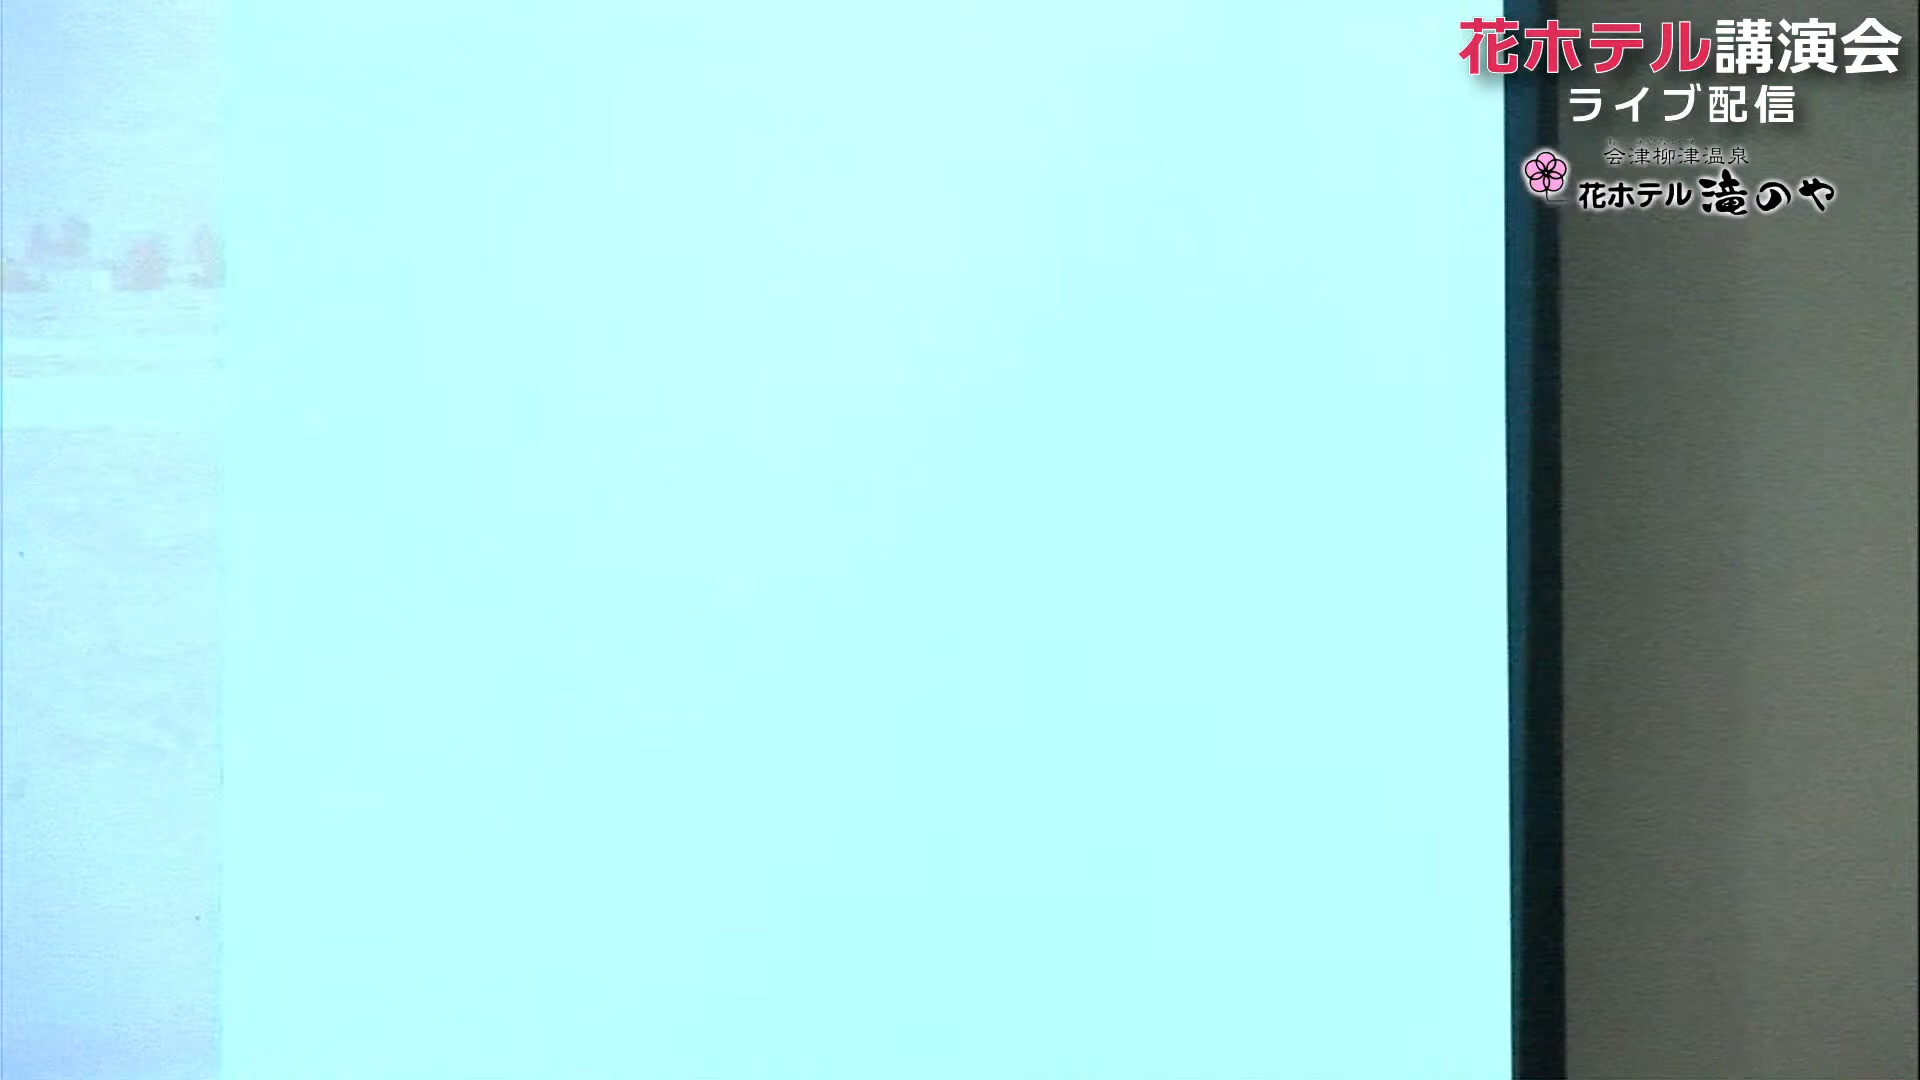 花ホテル講演会
ライブ配信
会津柳津温泉
花ホテル 滝のや